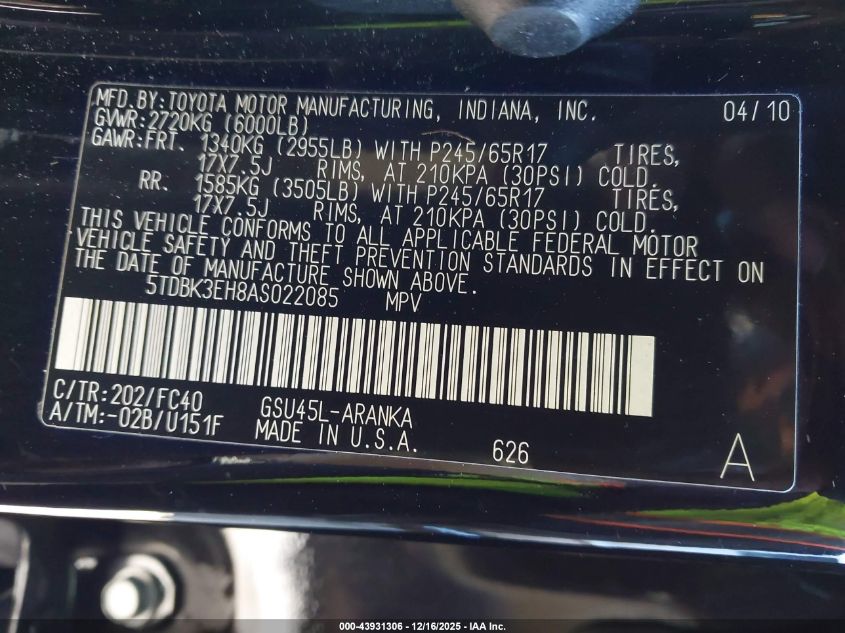 MFD.BY:TOYOTA MOTOR MANUFACTURING, INDIANA, INC. 04/10
GVWR:2720KG (6000LB)
GAWR:FRT. 1340KG (2955LB) WITH P245/65R17 TIRES,
17X7.5J RIMS, AT 210KPA (30PSI) COLD.
RR. 1585KG (3505LB) WITH P245/65R17 TIRES,
17X7.5J RIMS, AT 210KPA (30PSI) COLD.
THIS VEHICLE CONFORMS TO ALL APPLICABLE FEDERAL MOTOR
VEHICLE SAFETY AND THEFT PREVENTION STANDARDS IN EFFECT ON
THE DATE OF MANUFACTURE SHOWN ABOVE.
5TDBK3EH8AS022085 MPV
C/TR:202/FC40 GSU45L-ARANKA
A/TM:-02B/U151F MADE IN U.S.A. 626 A
000-43931306 - 12/16/2025 - IAA Inc.